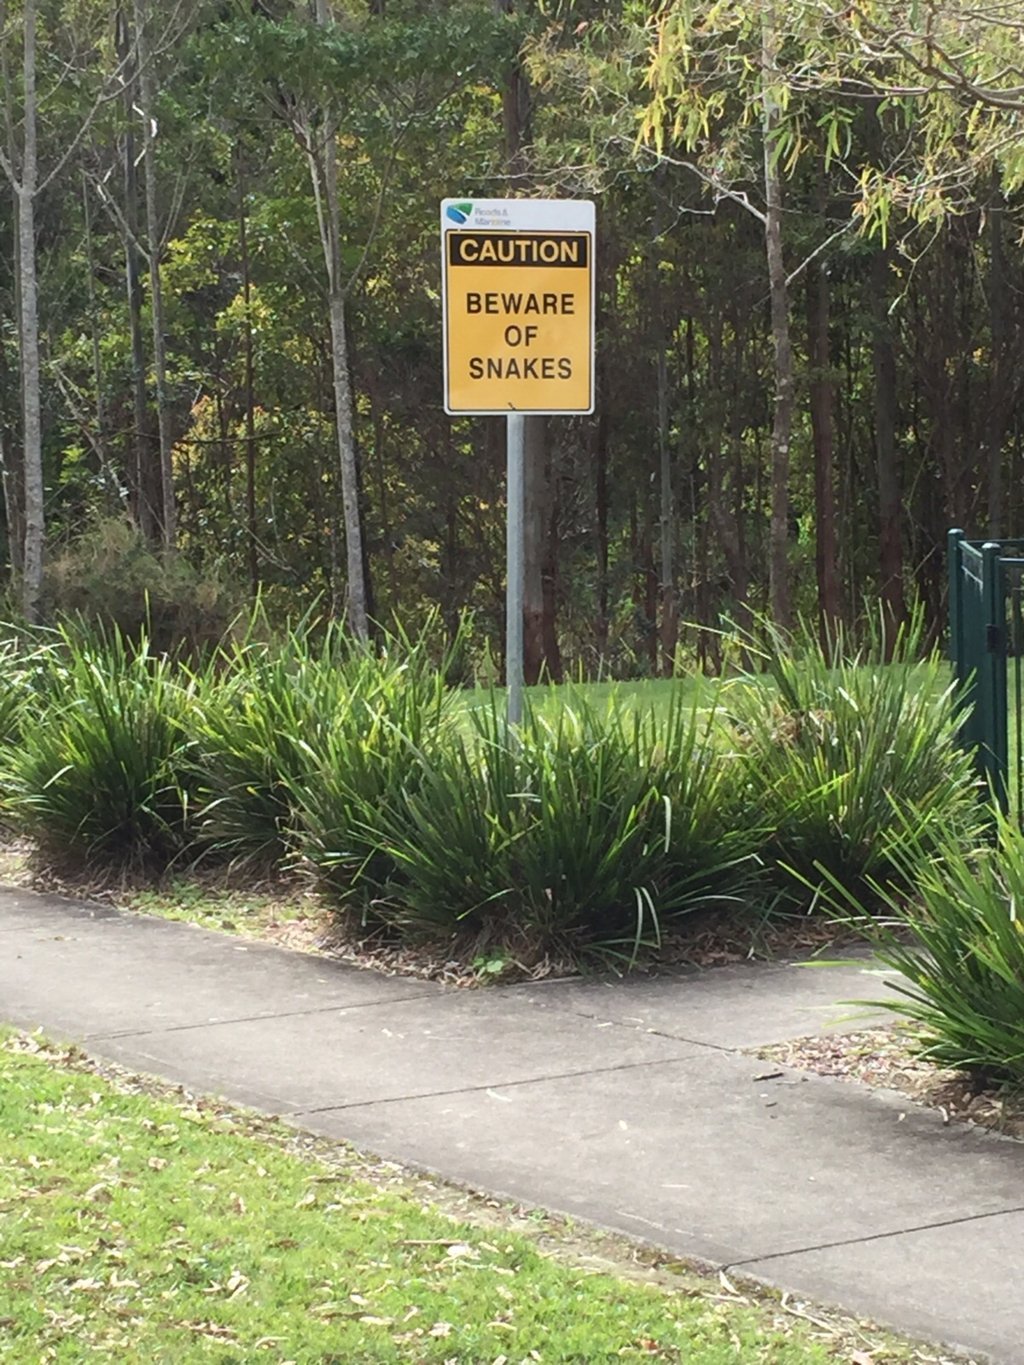 Roads &
Maritime
CAUTION
BEWARE
OF
SNAKES